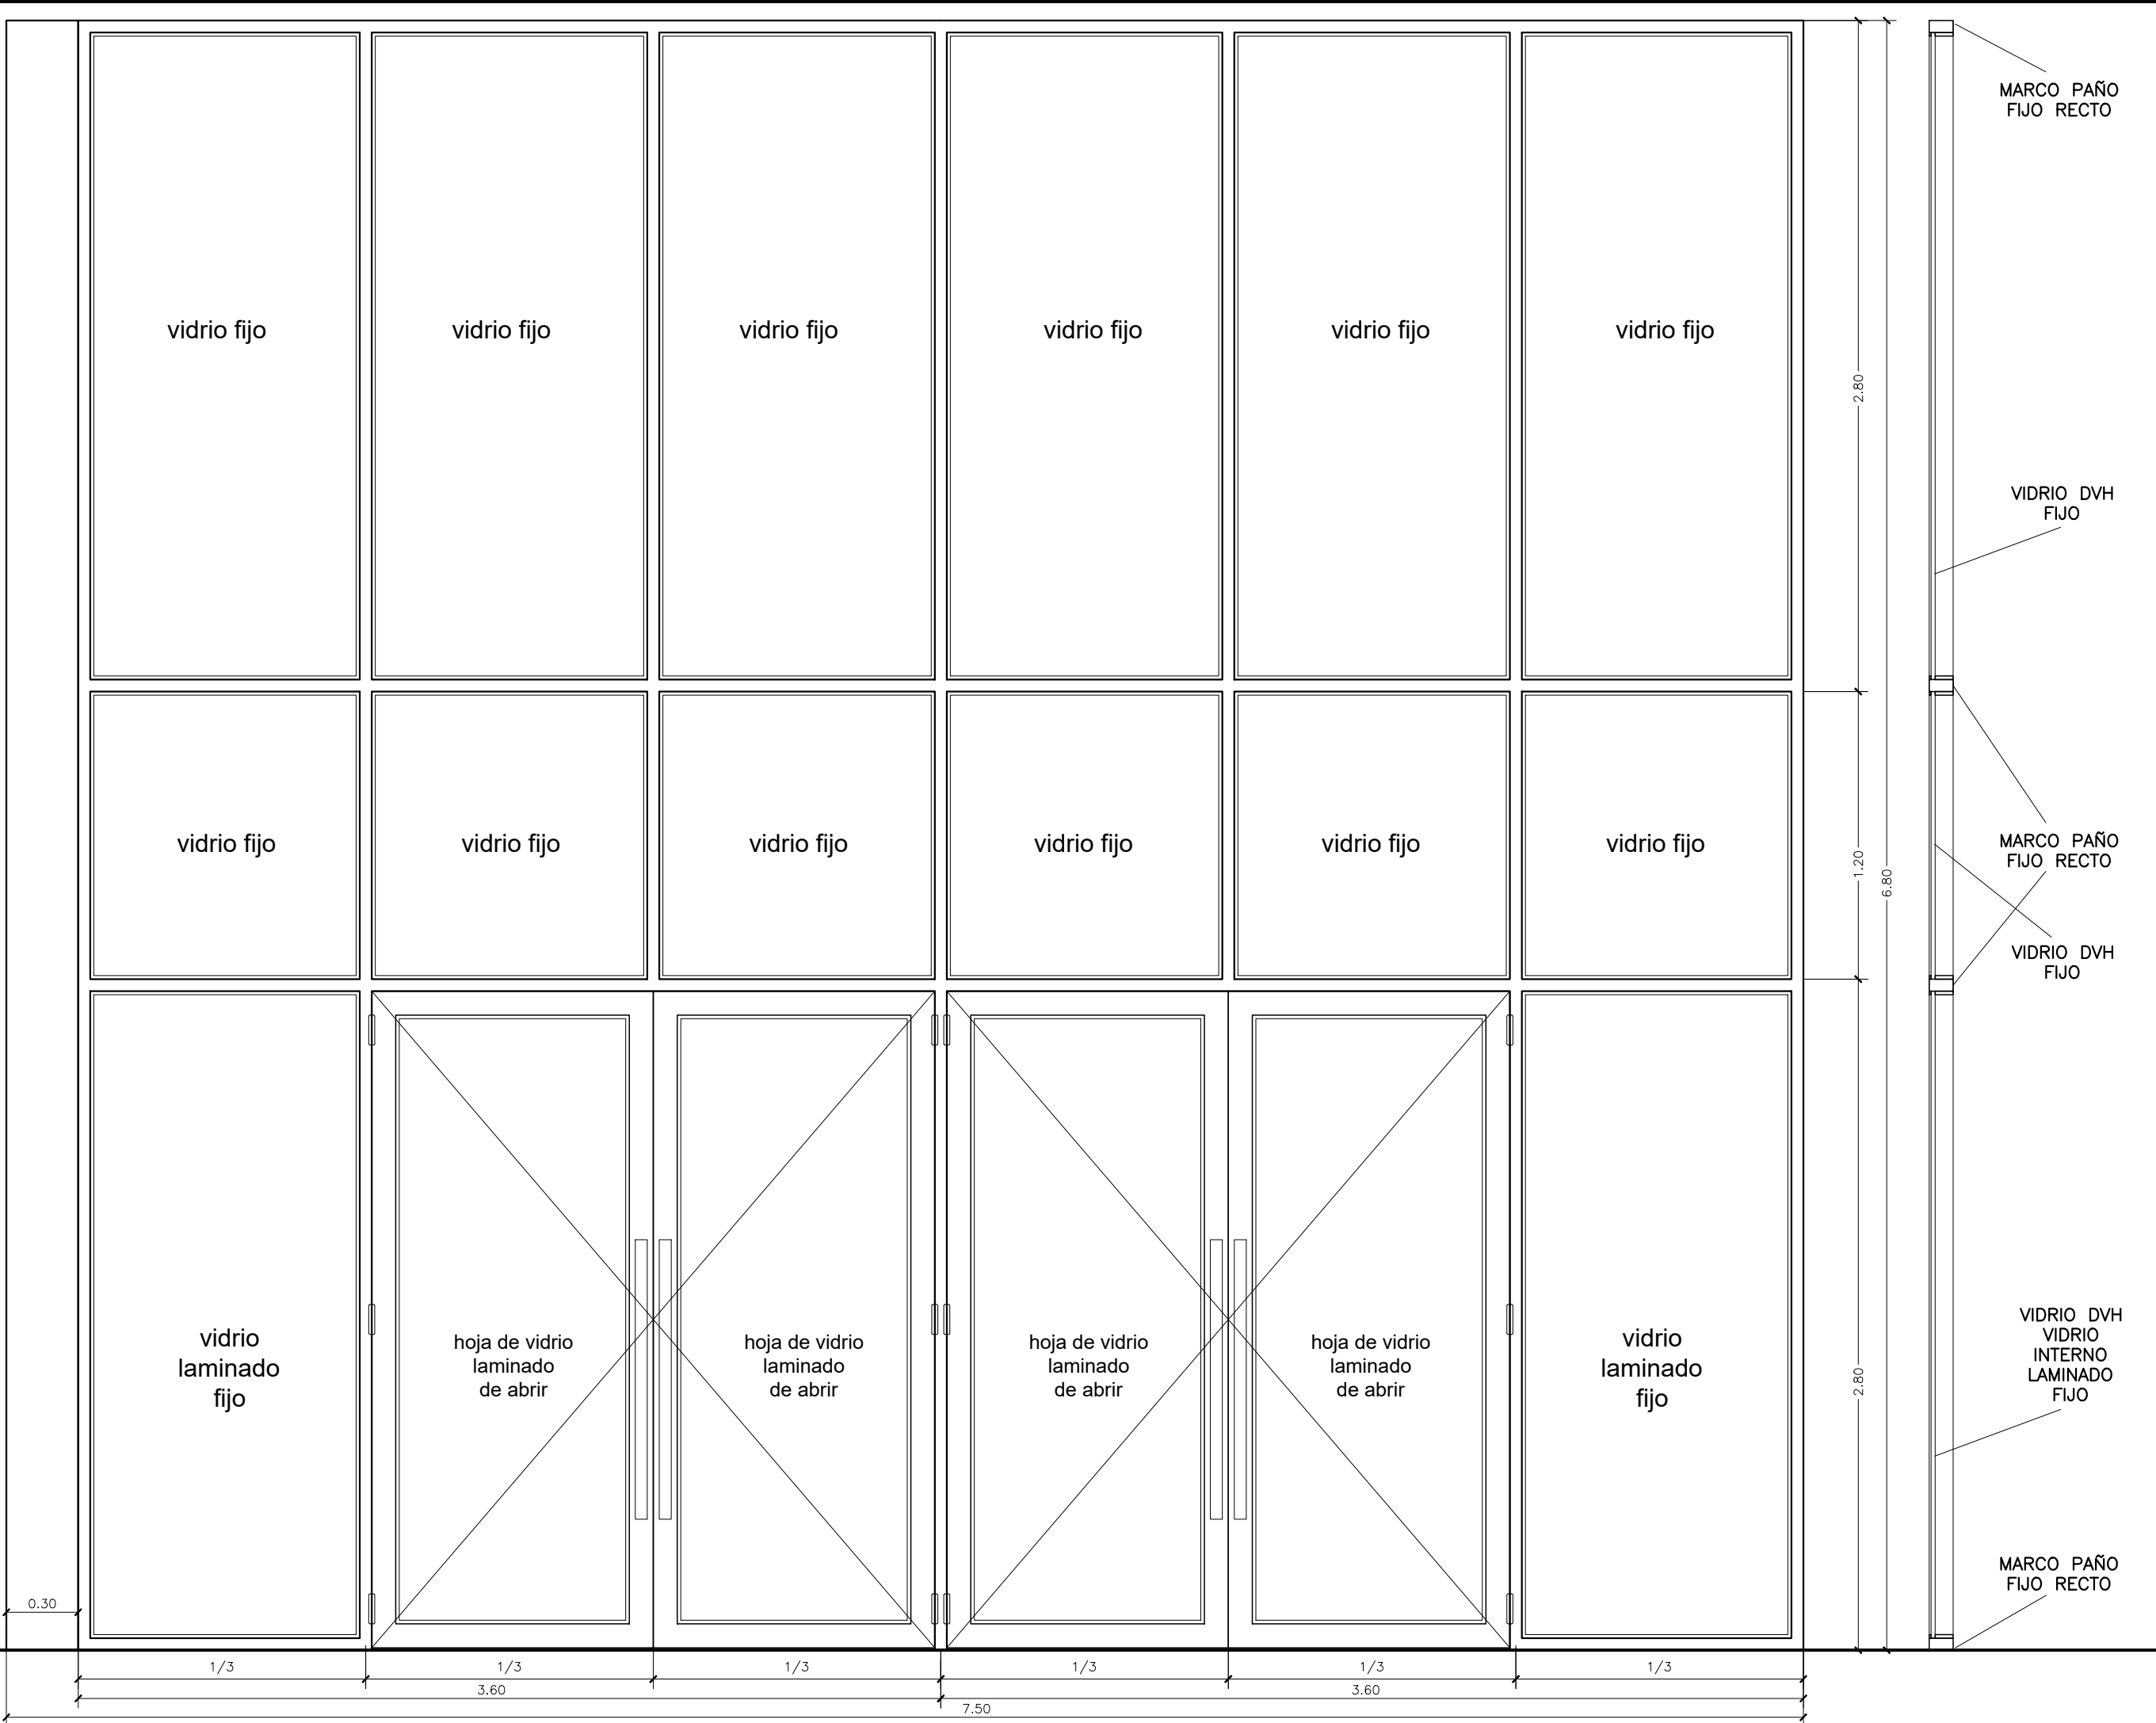 MARCO PAÑO
FIJO RECTO
vidrio fijo
vidrio fijo
vidrio fijo
vidrio fijo
vidrio fijo
vidrio fijo
2.80
VIDRIO DVH
FIJO
vidrio fijo
vidrio fijo
vidrio fijo
vidrio fijo
vidrio fijo
vidrio fijo
1.20
6.80
MARCO PAÑO
FIJO RECTO
VIDRIO DVH
FIJO
vidrio
laminado
fijo
hoja de vidrio
laminado
de abrir
hoja de vidrio
laminado
de abrir
hoja de vidrio
laminado
de abrir
hoja de vidrio
laminado
de abrir
vidrio
laminado
fijo
2.80
VIDRIO DVH
VIDRIO
INTERNO
LAMINADO
FIJO
MARCO PAÑO
FIJO RECTO
0.30
1/3
1/3
1/3
1/3
1/3
1/3
3.60
3.60
7.50